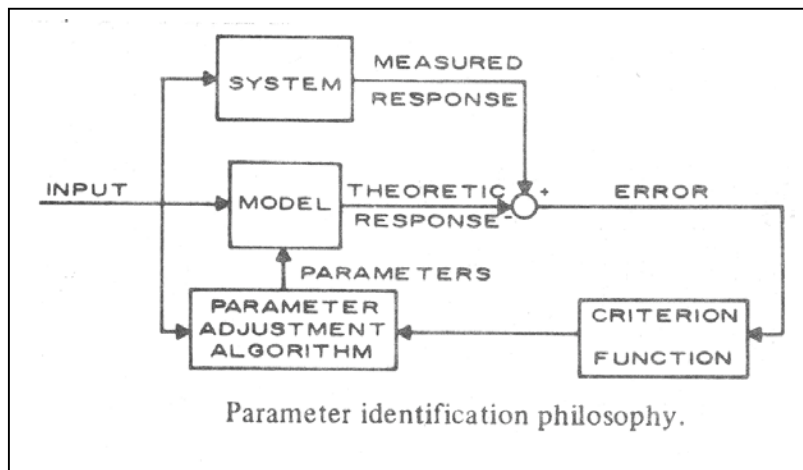 MEASURED
SYSTEM
RESPONSE
INPUT
THEORETIC
MODEL
RESPONSE
+
-
ERROR
PARAMETERS
PARAMETER
ADJUSTMENT
ALGORITHM
CRITERION
FUNCTION
Parameter identification philosophy.